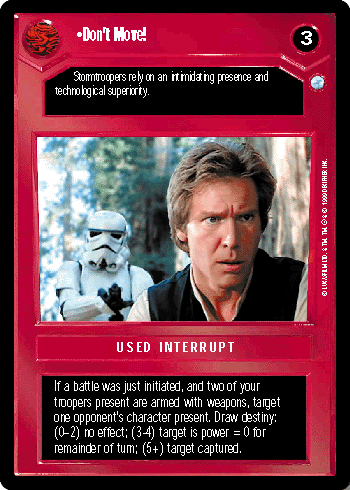 •Don't Move!
3
Stormtroopers rely on an intimidating presence and
technological superiority.
USED INTERRUPT
If a battle was just initiated, and two of your
troopers present are armed with weapons, target
one opponent's character present. Draw destiny:
(0-2) no effect; (3-4) target is power = 0 for
remainder of turn; (5+) target captured.